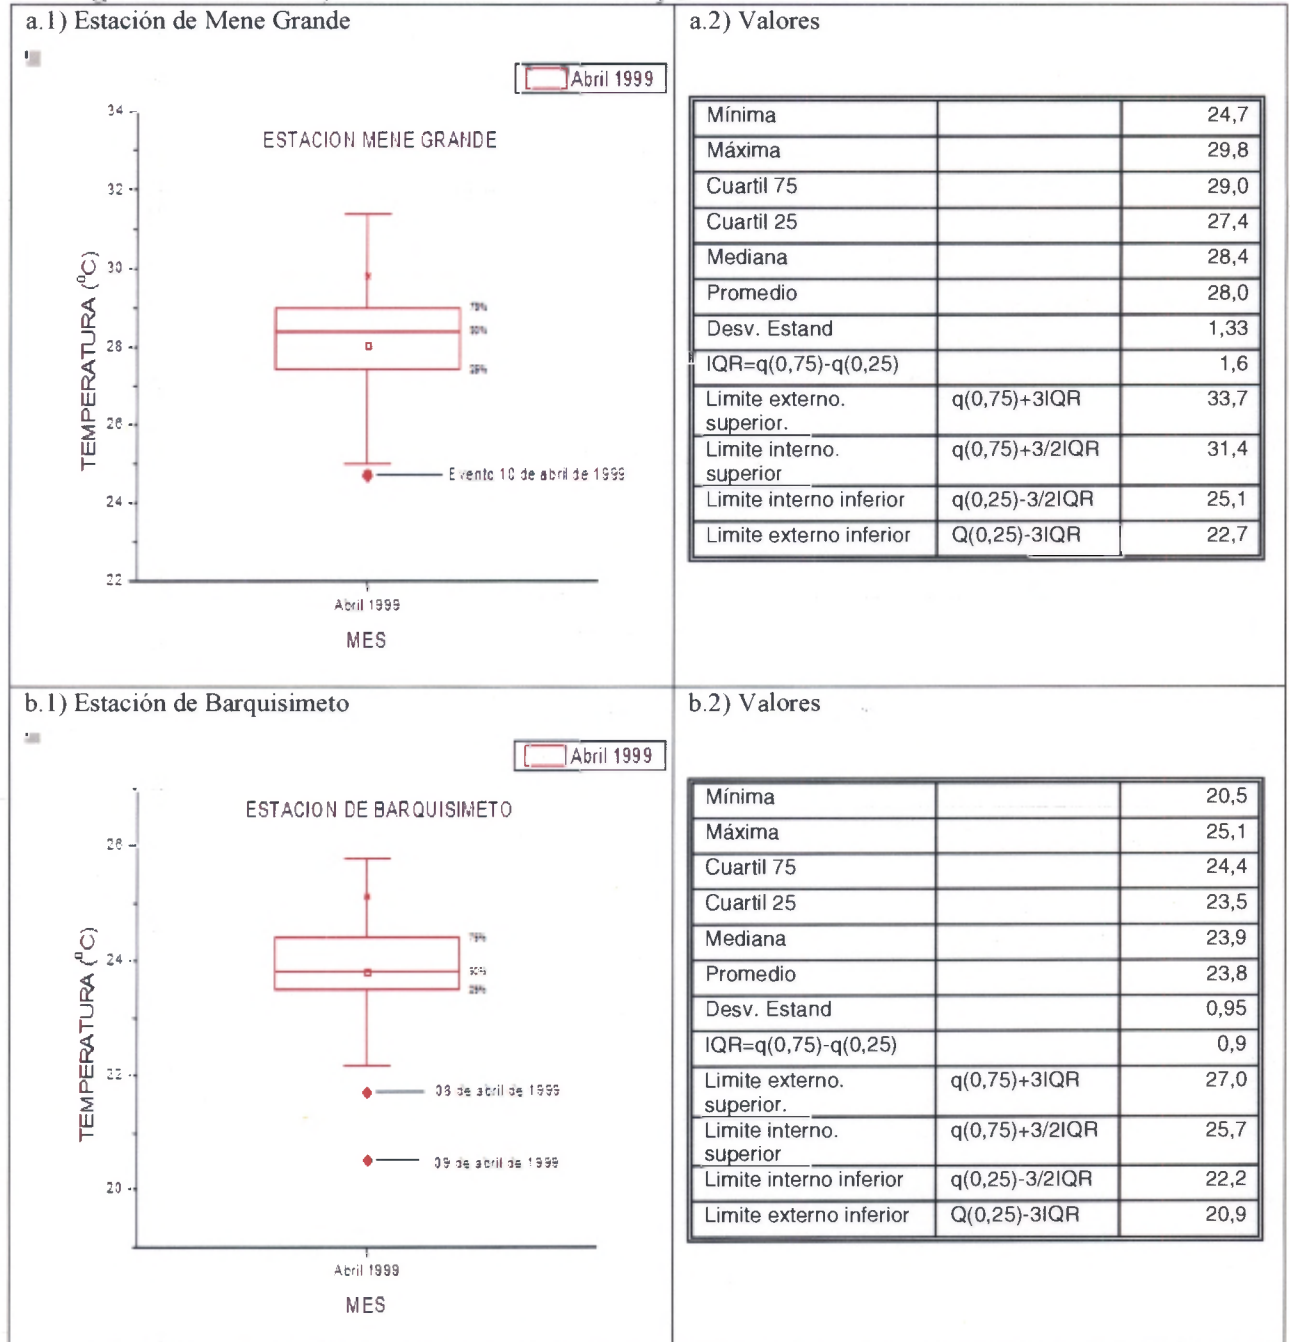 a.1) Estación de Mene Grande
Abril 1999
ESTACION MENE GRANDE
34
32
30
28
26
24
22
TEMPERATURA (⁰C)
75%
50%
25%
Evento 10 de abril de 1999
Abril 1999
MES
a.2) Valores
Mínima 24,7
Máxima 29,8
Cuartil 75 29,0
Cuartil 25 27,4
Mediana 28,4
Promedio 28,0
Desv. Estand 1,33
IQR=q(0,75)-q(0,25) 1,6
Limite externo. q(0,75)+3IQR 33,7
superior.
Limite interno. q(0,75)+3/2IQR 31,4
superior
Limite interno inferior q(0,25)-3/2IQR 25,1
Limite externo inferior Q(0,25)-3IQR 22,7
b.1) Estación de Barquisimeto
Abril 1999
ESTACION DE BARQUISIMETO
26
24
22
20
TEMPERATURA (⁰C)
75%
50%
25%
08 de abril de 1999
09 de abril de 1999
Abril 1999
MES
b.2) Valores
Mínima 20,5
Máxima 25,1
Cuartil 75 24,4
Cuartil 25 23,5
Mediana 23,9
Promedio 23,8
Desv. Estand 0,95
IQR=q(0,75)-q(0,25) 0,9
Limite externo. q(0,75)+3IQR 27,0
superior.
Limite interno. q(0,75)+3/2IQR 25,7
superior
Limite interno inferior q(0,25)-3/2IQR 22,2
Limite externo inferior Q(0,25)-3IQR 20,9